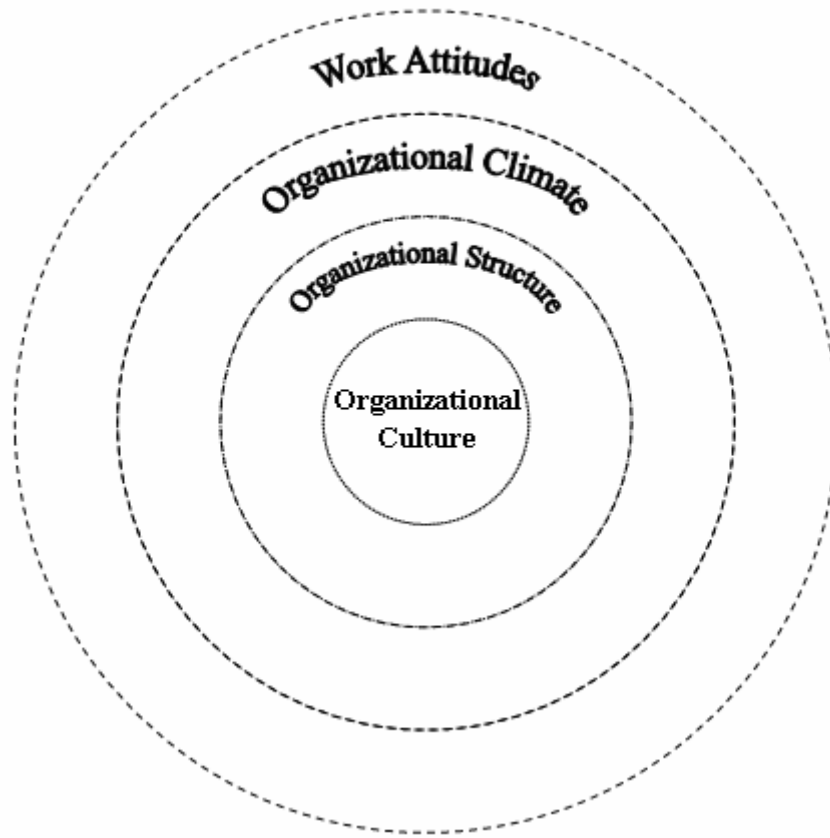 Work Attitudes
Organizational Climate
Organizational Structure
Organizational
Culture